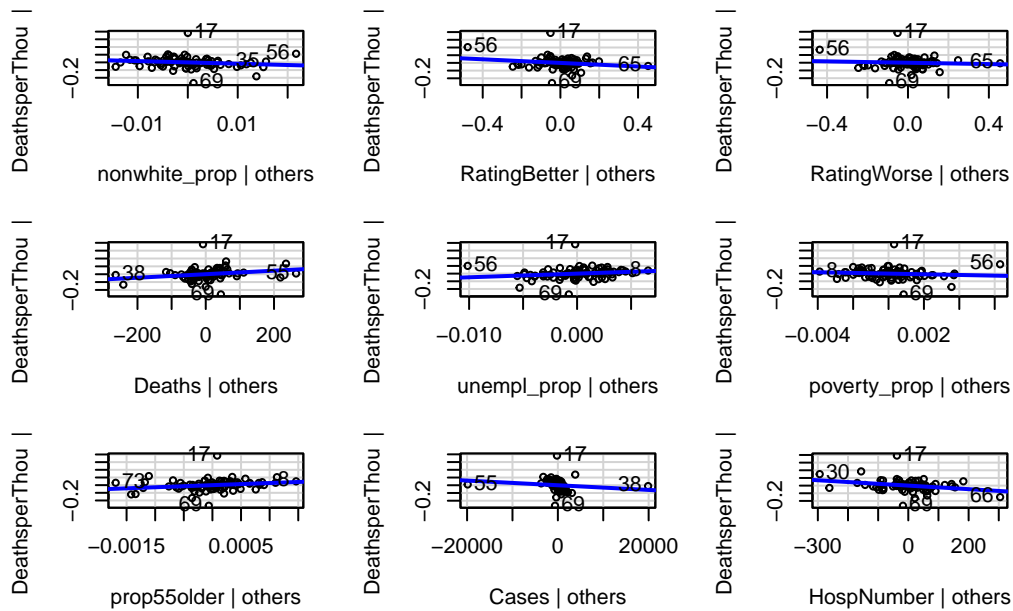 DeathsperThou |
−0.2
17
56
35
69
−0.01 0.01
nonwhite_prop | others
DeathsperThou |
−0.2
17
56
65
69
−0.4 0.0 0.4
RatingBetter | others
DeathsperThou |
−0.2
17
56
65
69
−0.4 0.0 0.4
RatingWorse | others
DeathsperThou |
−0.2
17
38
69
−200 0 200
Deaths | others
DeathsperThou |
−0.2
17
56
8
69
−0.010 0.000
unempl_prop | others
DeathsperThou |
−0.2
17
8
56
69
−0.004 0.002
poverty_prop | others
DeathsperThou |
−0.2
17
73
8
69
−0.0015 0.0005
prop55older | others
DeathsperThou |
−0.2
17
55
38
69
−20000 0 20000
Cases | others
DeathsperThou |
−0.2
17
30
66
69
−300 0 200
HospNumber | others